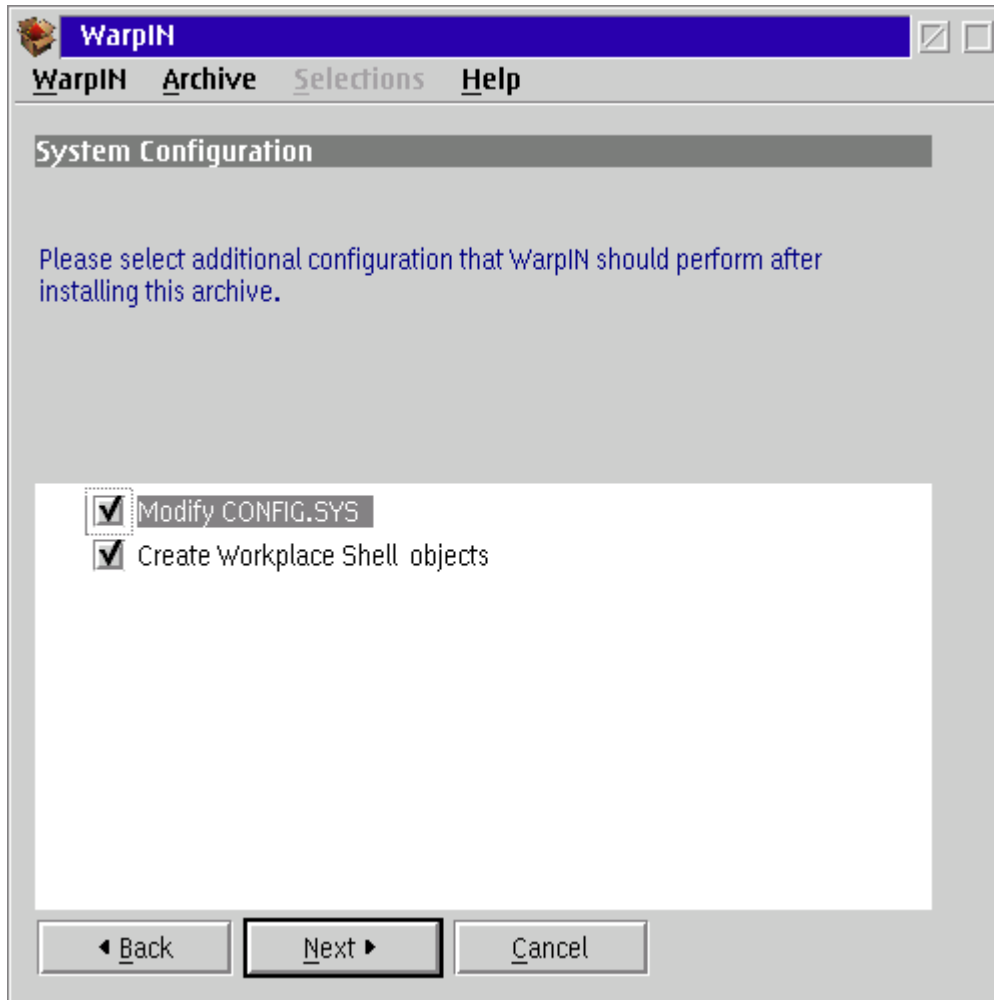 WarpIN
WarpIN Archive Selections Help
System Configuration
Please select additional configuration that WarpIN should perform after
installing this archive.
Modify CONFIG.SYS
Create Workplace Shell objects
Back Next Cancel